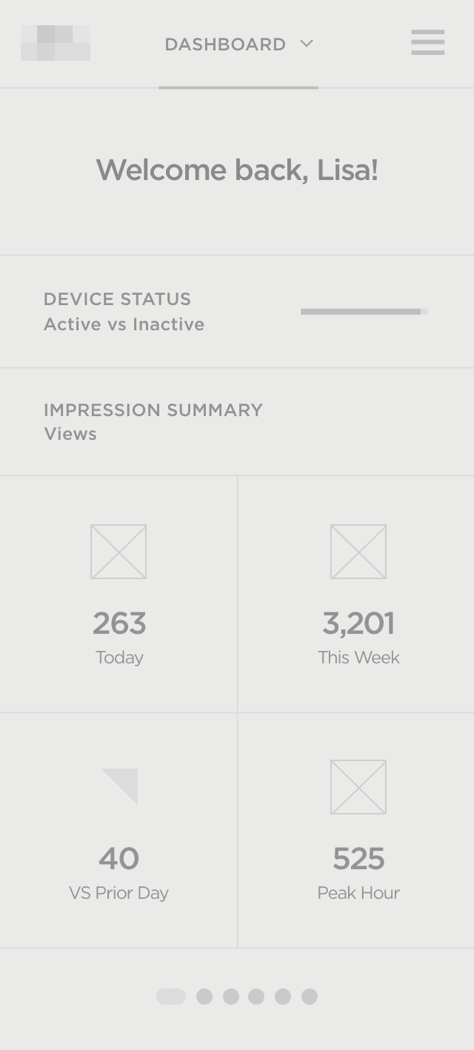 DASHBOARD
Welcome back, Lisa!
DEVICE STATUS
Active vs Inactive
IMPRESSION SUMMARY
Views
263
Today
3,201
This Week
40
VS Prior Day
525
Peak Hour